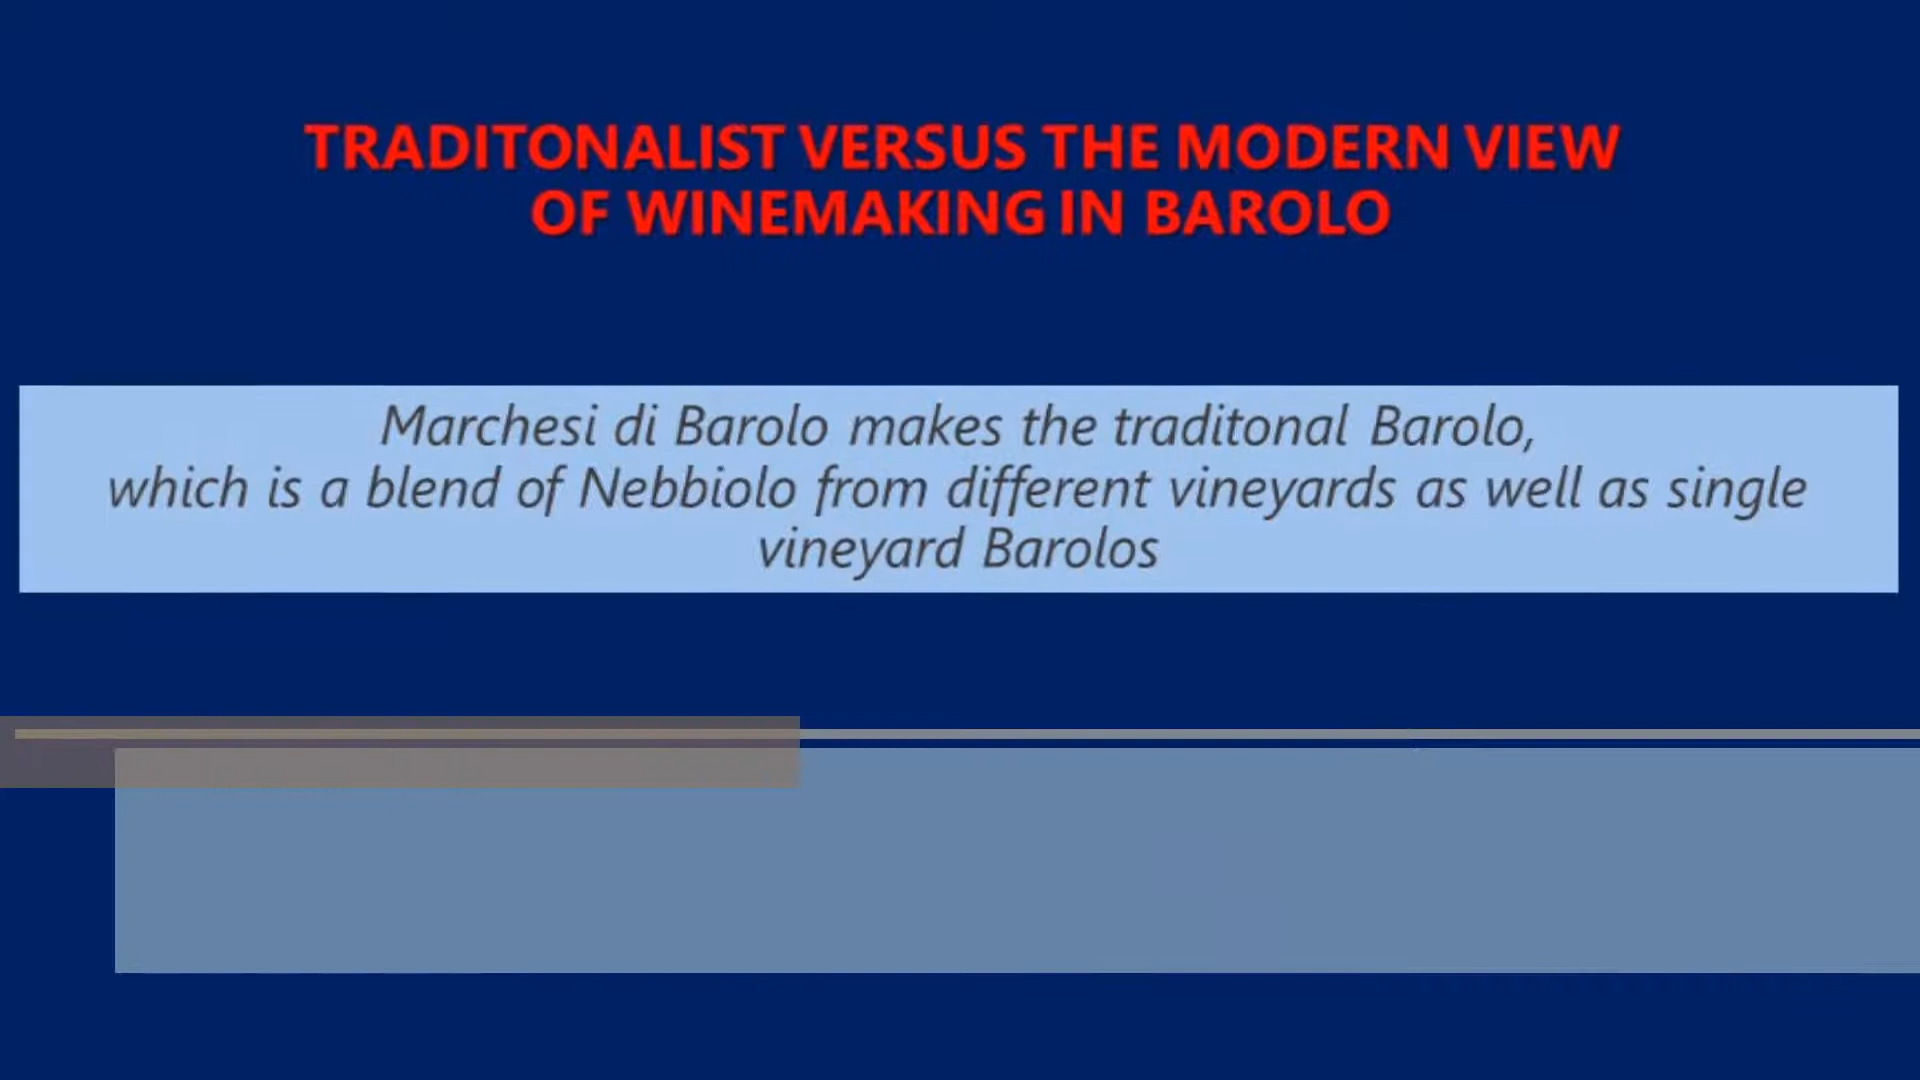 TRADITONALIST VERSUS THE MODERN VIEW
OF WINEMAKING IN BAROLO
Marchesi di Barolo makes the traditonal Barolo,
which is a blend of Nebbiolo from different vineyards as well as single
vineyard Barolos